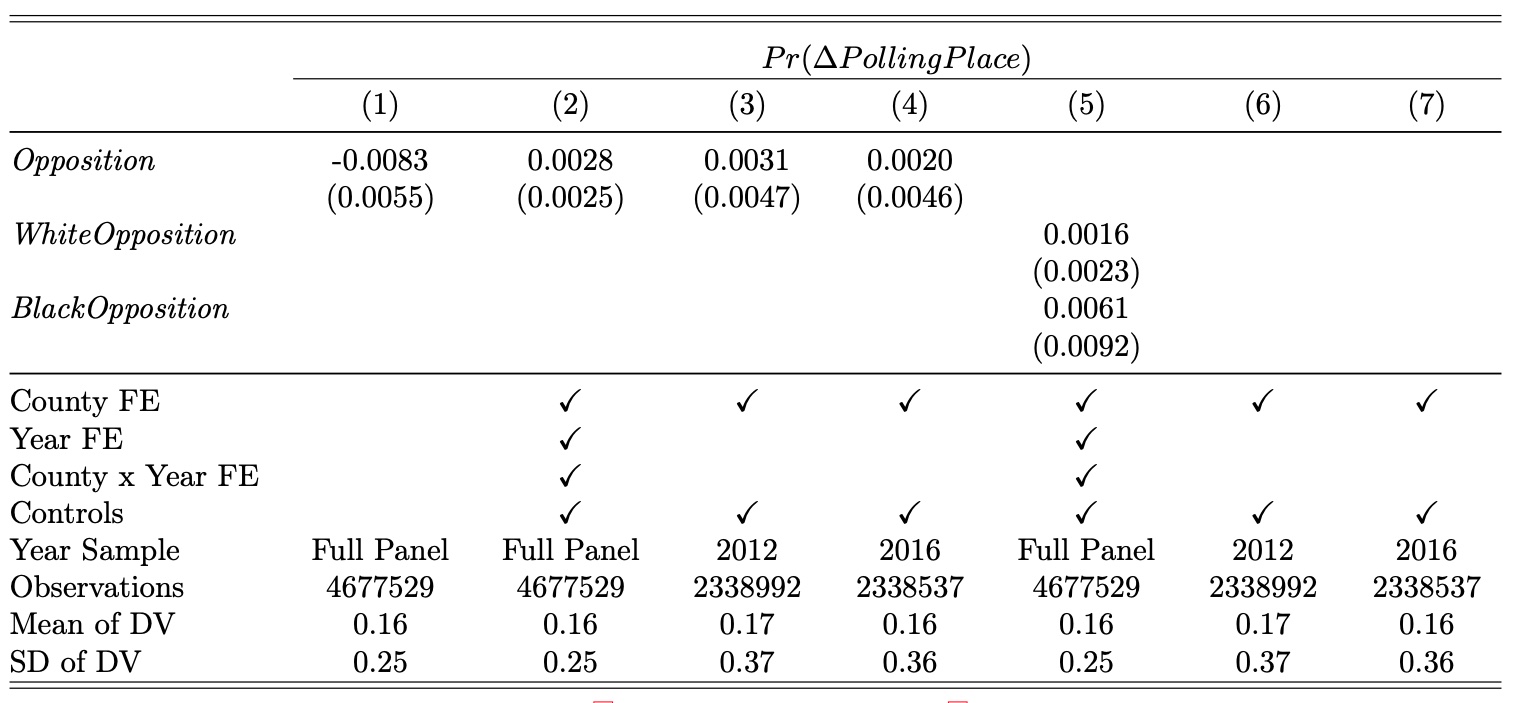 Pr(ΔPollingPlace)
(1) (2) (3) (4) (5) (6) (7)
Opposition -0.0083 0.0028 0.0031 0.0020
(0.0055) (0.0025) (0.0047) (0.0046)
WhiteOpposition 0.0016
(0.0023)
BlackOpposition 0.0061
(0.0092)
County FE ✓ ✓ ✓ ✓ ✓ ✓
Year FE ✓ ✓
County x Year FE ✓ ✓
Controls ✓ ✓ ✓ ✓ ✓ ✓
Year Sample Full Panel Full Panel 2012 2016 Full Panel 2012 2016
Observations 4677529 4677529 2338992 2338537 4677529 2338992 2338537
Mean of DV 0.16 0.16 0.17 0.16 0.16 0.17 0.16
SD of DV 0.25 0.25 0.37 0.36 0.25 0.37 0.36